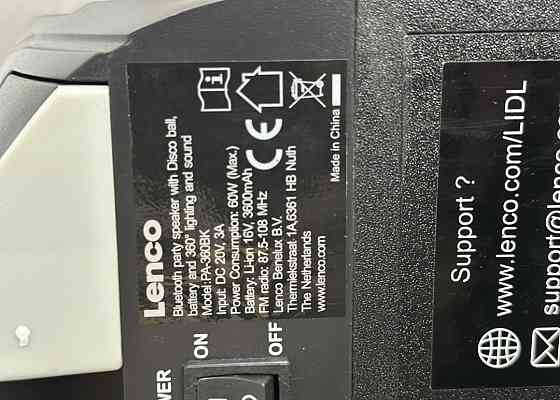 Lenco
Bluetooth party speaker with Disco ball,
battery and 360° lighting and sound
Model: PA-360BK
Input: DC 20V, 3A
Power Consumption: 60W (Max.)
Battery: Li-ion 16V, 3600mAh
FM radio: 87.5-108 MHz
Lenco Benelux B.V.
Thermiekstraat 1A,6361 HB Nuth
The Netherlands
www.lenco.com
CE
Made in China
ON
OFF
Support ?
www.lenco.com/LIDL